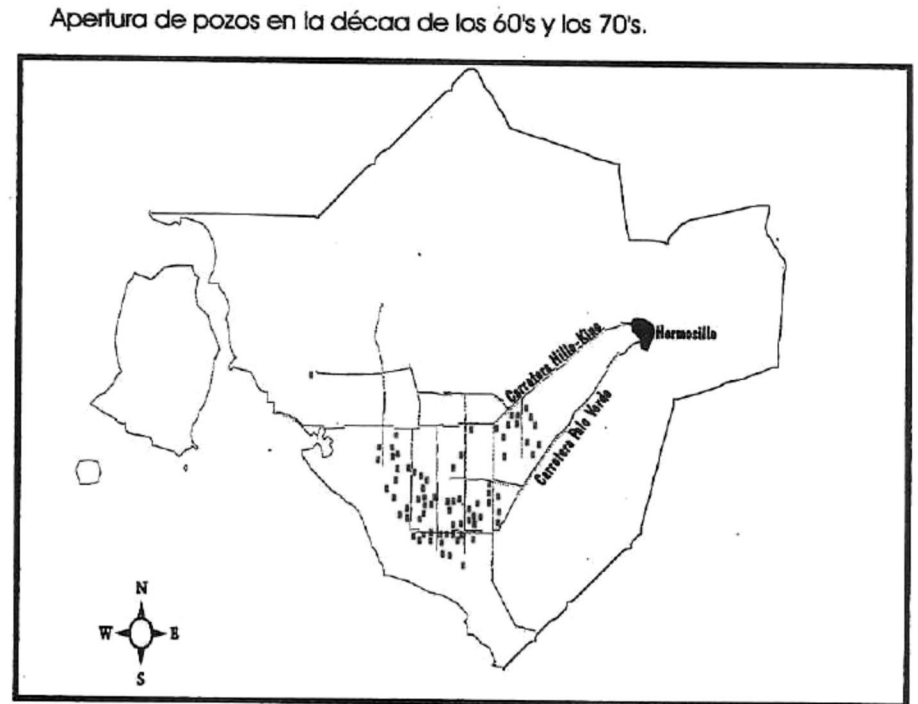 Apertura de pozos en la décaa de los 60's y los 70's.
Carretera Hillo-Kino
Hermosillo
Carretera Palo Verde
N
W E
S